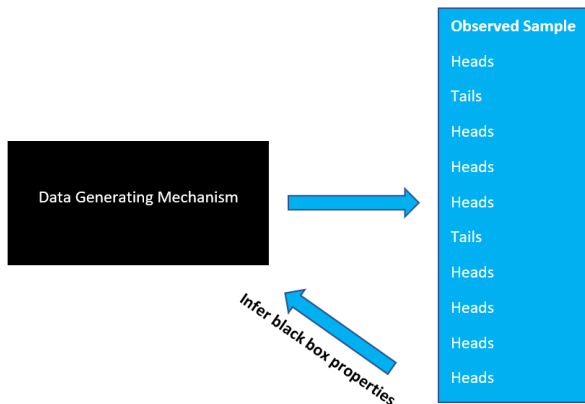 Observed Sample
Heads
Tails
Heads
Heads
Heads
Tails
Heads
Heads
Heads
Heads
Data Generating Mechanism
Infer black box properties